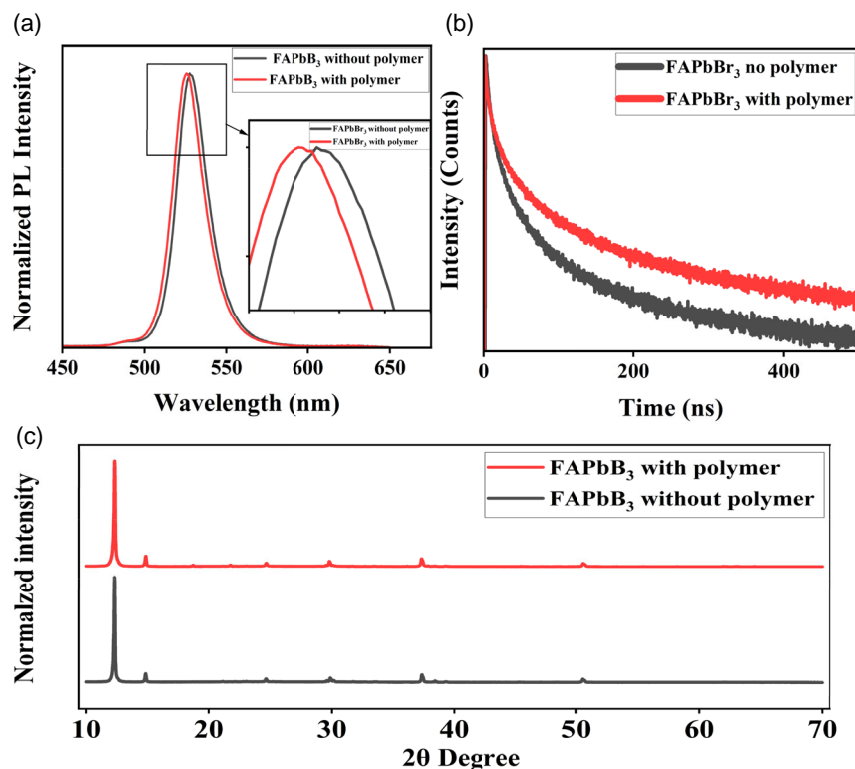 (a)
Normalized PL Intensity
FAPbB₃ without polymer
FAPbB₃ with polymer
FAPbBr₃ without polymer
FAPbBr₃ with polymer
450 500 550 600 650
Wavelength (nm)
(b)
Intensity (Counts)
FAPbBr₃ no polymer
FAPbBr₃ with polymer
0 200 400
Time (ns)
(c)
Normalzed intensity
FAPbB₃ with polymer
FAPbB₃ without polymer
10 20 30 40 50 60 70
2θ Degree